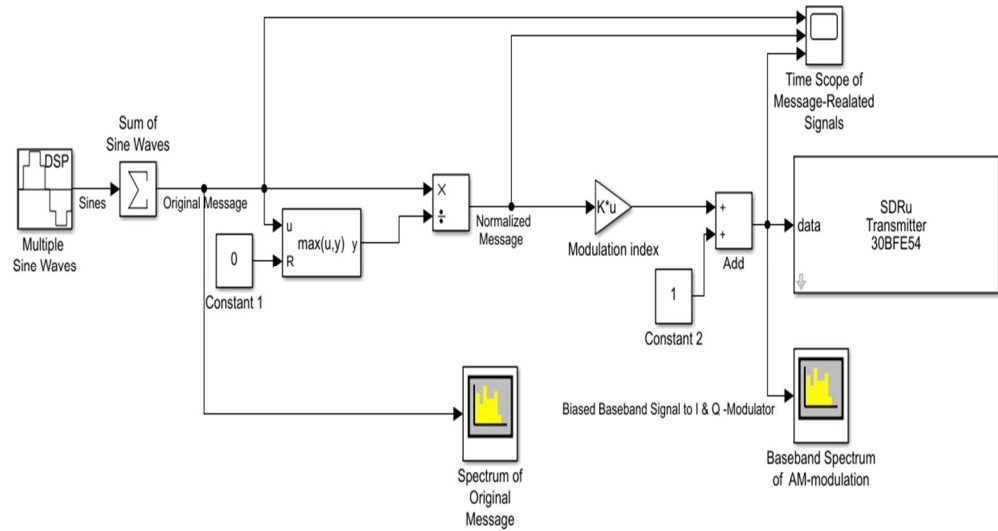 Time Scope of
Message-Realated
Signals
Sum of
Sine Waves
DSP
Sines
Σ
Original Message
Multiple
Sine Waves
u
R
max(u,y)
y
0
Constant 1
×
÷
Normalized
Message
K*u
Modulation index
1
Constant 2
+
+
Add
data
SDRu
Transmitter
30BFE54
Spectrum of
Original
Message
Biased Baseband Signal to I & Q -Modulator
Baseband Spectrum
of AM-modulation